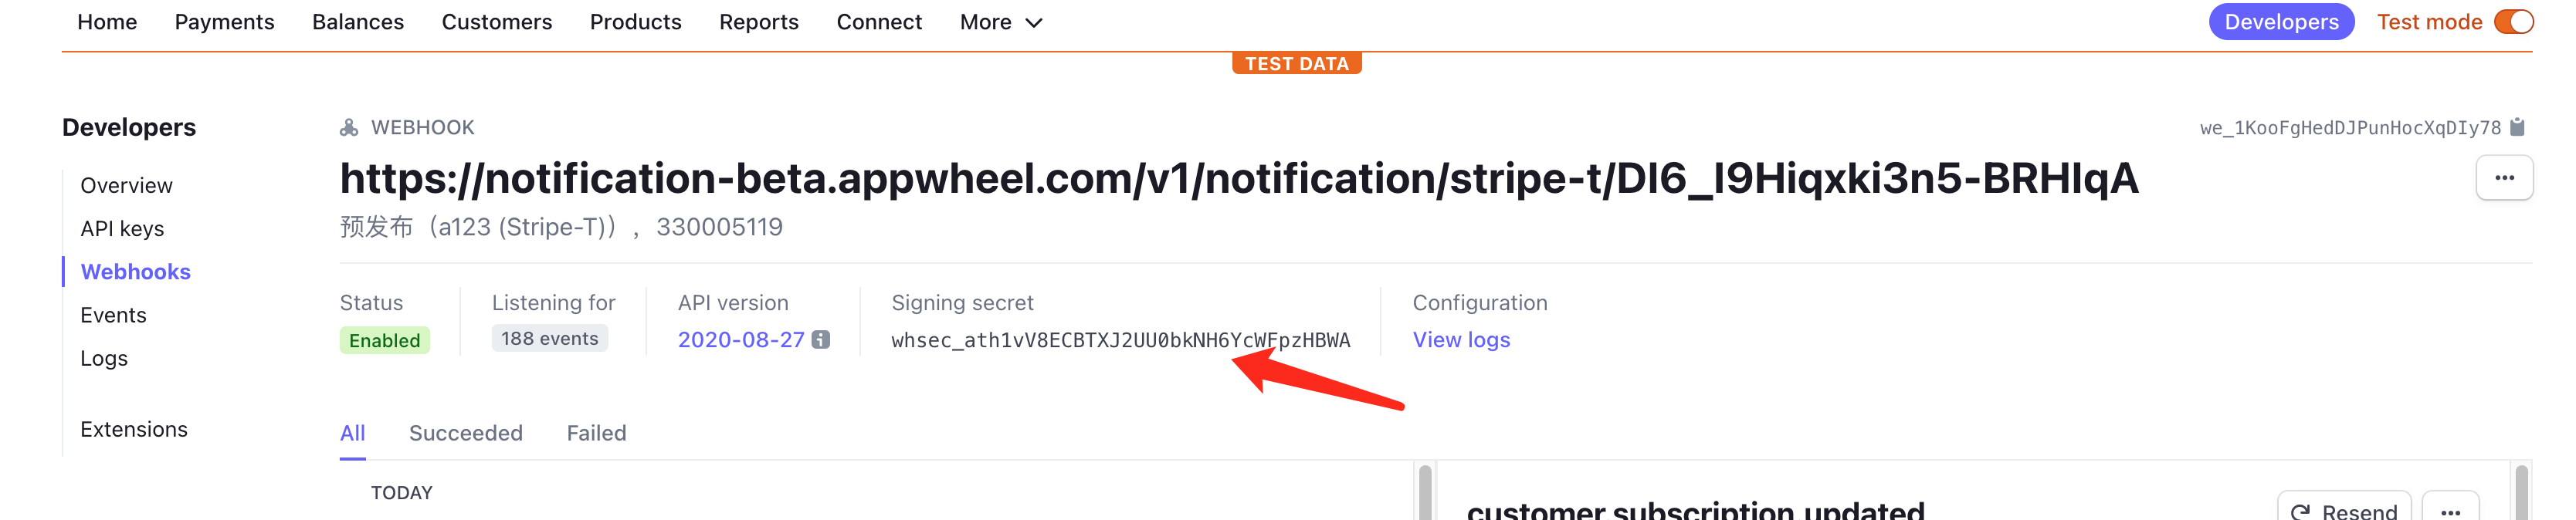 Home Payments Balances Customers Products Reports Connect More Developers Test mode
TEST DATA
Developers
Overview
API keys
Webhooks
Events
Logs
Extensions
WEBHOOK
we_1KooFgHedDJPunHocXqDIy78
https://notification-beta.appwheel.com/v1/notification/stripe-t/DI6_I9Hiqxki3n5-BRHIqA
预发布（a123 (Stripe-T)），330005119
Status
Enabled
Listening for
188 events
API version
2020-08-27
Signing secret
whsec_ath1vV8ECBTXJ2UU0bkNH6YcWFpzHBWA
Configuration
View logs
All Succeeded Failed
TODAY
customer.subscription.updated
Resend